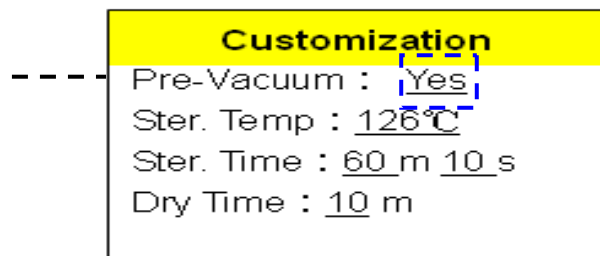 Customization
Pre-Vacuum : Yes
Ster. Temp : 126℃
Ster. Time : 60 m 10 s
Dry Time : 10 m